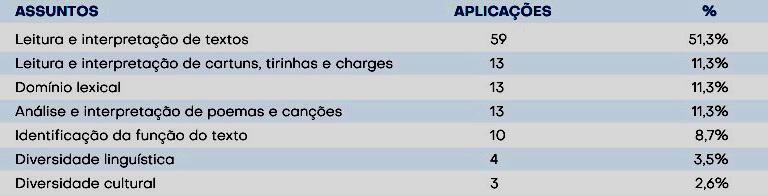 ASSUNTOS APLICAÇÕES %
Leitura e interpretação de textos 59 51,3%
Leitura e interpretação de cartuns, tirinhas e charges 13 11,3%
Domínio lexical 13 11,3%
Análise e interpretação de poemas e canções 13 11,3%
Identificação da função do texto 10 8,7%
Diversidade linguística 4 3,5%
Diversidade cultural 3 2,6%